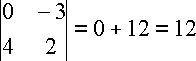 |0 −3| = 0 + 12 = 12
|4 2|